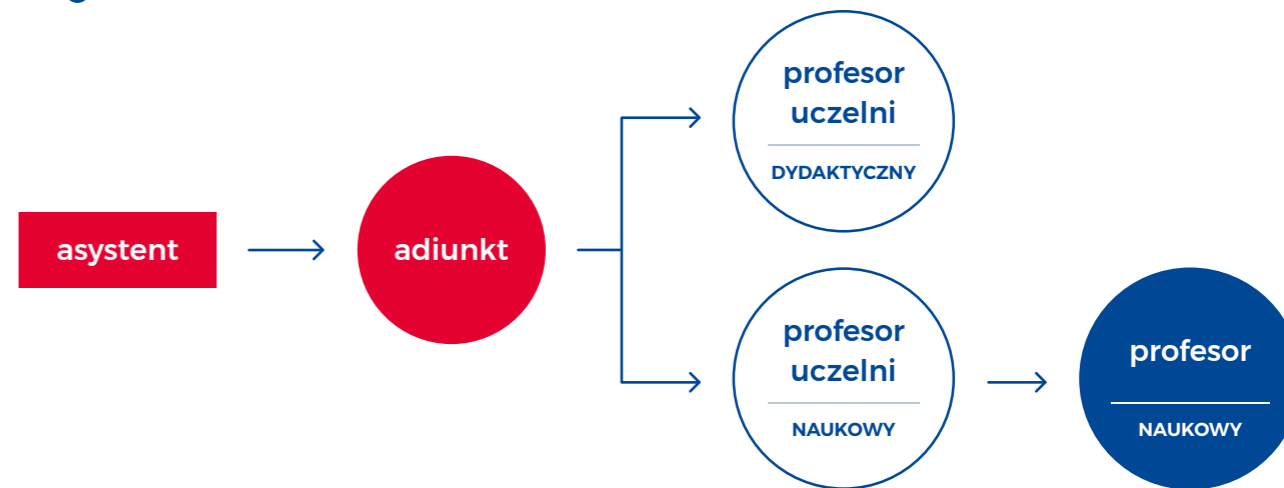 asystent
adiunkt
profesor
uczelni
DYDAKTYCZNY
profesor
uczelni
NAUKOWY
profesor
NAUKOWY